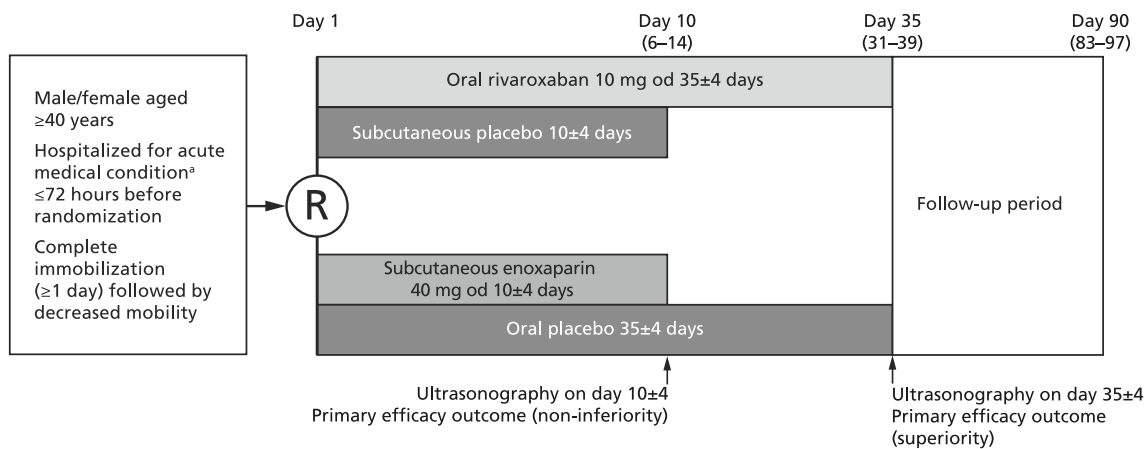 Day 1
Day 10
(6–14)
Day 35
(31–39)
Day 90
(83–97)
Male/female aged
≥40 years
Hospitalized for acute
medical conditionᵃ
≤72 hours before
randomization
Complete
immobilization
(≥1 day) followed by
decreased mobility
R
Oral rivaroxaban 10 mg od 35±4 days
Subcutaneous placebo 10±4 days
Subcutaneous enoxaparin
40 mg od 10±4 days
Oral placebo 35±4 days
Follow-up period
Ultrasonography on day 10±4
Primary efficacy outcome (non-inferiority)
Ultrasonography on day 35±4
Primary efficacy outcome
(superiority)